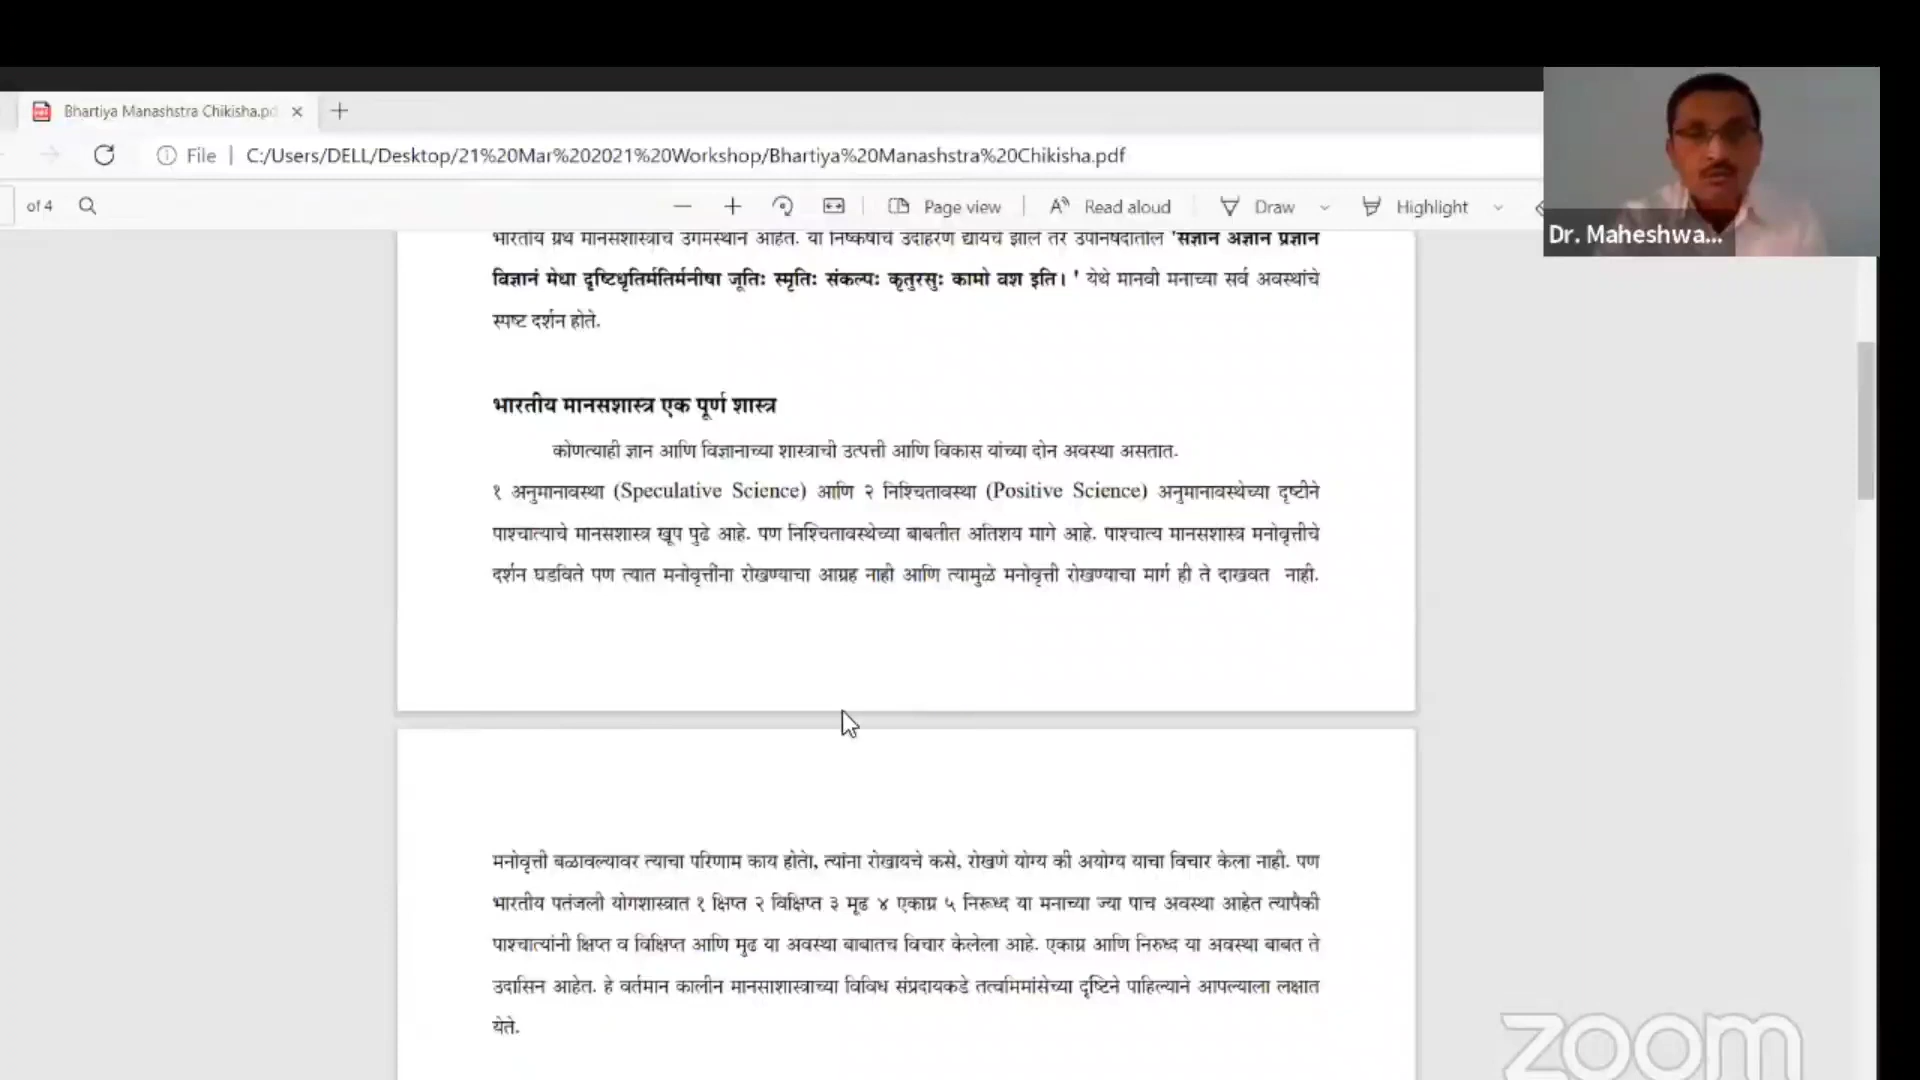 Bhartiya Manashstra Chikisha.pd
File | C:/Users/DELL/Desktop/21%20Mar%202021%20Workshop/Bhartiya%20Manashstra%20Chikisha.pdf
of 4
Page view
Read aloud
Draw
Highlight
Dr. Maheshwa...
भारतीय ग्रंथ मानसशास्त्राचे उगमस्थान आहेत. या निष्कर्षाचे उदाहरण द्यायचे झाले तर उपनिषदातील 'संज्ञान अज्ञान प्रज्ञान
विज्ञानं मेधा दृष्टिधृतिर्मतिर्मनीषा जूतिः स्मृतिः संकल्पः कृतुरसुः कामो वश इति। ' येथे मानवी मनाच्या सर्व अवस्थांचे
स्पष्ट दर्शन होते.
भारतीय मानसशास्त्र एक पूर्ण शास्त्र
कोणत्याही ज्ञान आणि विज्ञानाच्या शास्त्राची उत्पत्ती आणि विकास यांच्या दोन अवस्था असतात.
१ अनुमानावस्था (Speculative Science) आणि २ निश्चितावस्था (Positive Science) अनुमानावस्थेच्या दृष्टीने
पाश्चात्याचे मानसशास्त्र खूप पुढे आहे. पण निश्चितावस्थेच्या बाबतीत अतिशय मागे आहे. पाश्चात्य मानसशास्त्र मनोवृत्तीचे
दर्शन घडविते पण त्यात मनोवृत्तींना रोखण्याचा आग्रह नाही आणि त्यामुळे मनोवृत्ती रोखण्याचा मार्ग ही ते दाखवत नाही.
मनोवृत्ती बळावल्यावर त्याचा परिणाम काय होतो, त्यांना रोखायचे कसे, रोखणे योग्य की अयोग्य याचा विचार केला नाही. पण
भारतीय पतंजली योगशास्त्रात १ क्षिप्त २ विक्षिप्त ३ मूढ ४ एकाग्र ५ निरूध्द या मनाच्या ज्या पाच अवस्था आहेत त्यापैकी
पाश्चात्यांनी क्षिप्त व विक्षिप्त आणि मुढ या अवस्था बाबातच विचार केलेला आहे. एकाग्र आणि निरुध्द या अवस्था बाबत ते
उदासिन आहेत. हे वर्तमान कालीन मानसाशास्त्राच्या विविध संप्रदायकडे तत्वमिमांसेच्या दृष्टिने पाहिल्याने आपल्याला लक्षात
येते.
zoom